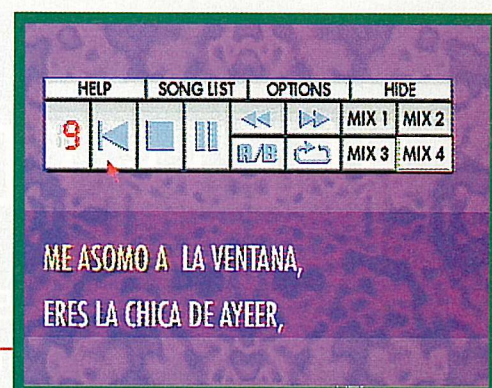 HELP SONG LIST OPTIONS HIDE
9 MIX 1 MIX 2
A/B MIX 3 MIX 4
ME ASOMO A LA VENTANA,
ERES LA CHICA DE AYEER,